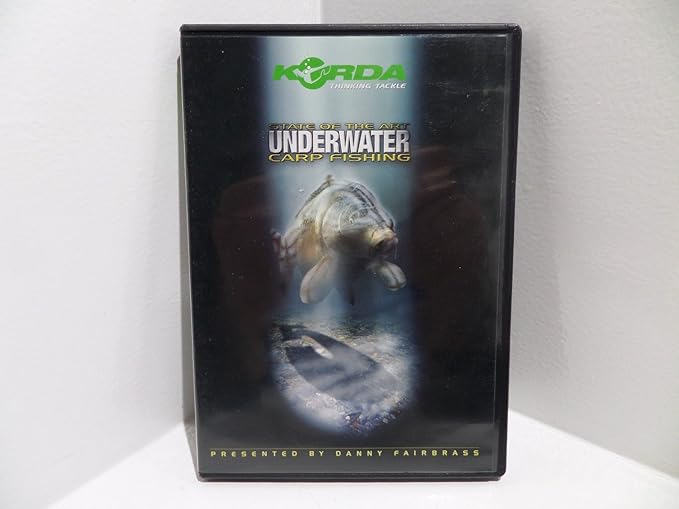 KORDA
THINKING TACKLE
STATE OF THE ART
UNDERWATER
CARP FISHING
PRESENTED BY DANNY FAIRBRASS